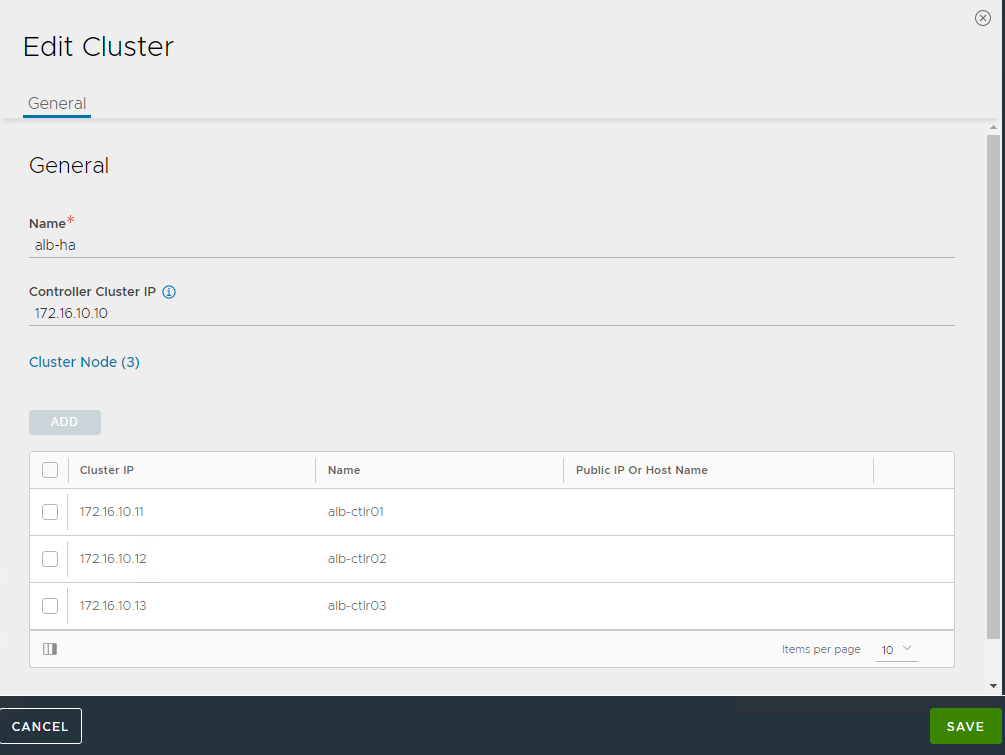 Edit Cluster
General
General
Name*
alb-ha
Controller Cluster IP
172.16.10.10
Cluster Node (3)
ADD
Cluster IP Name Public IP Or Host Name
172.16.10.11 alb-ctlr01
172.16.10.12 alb-ctlr02
172.16.10.13 alb-ctlr03
Items per page 10
CANCEL SAVE